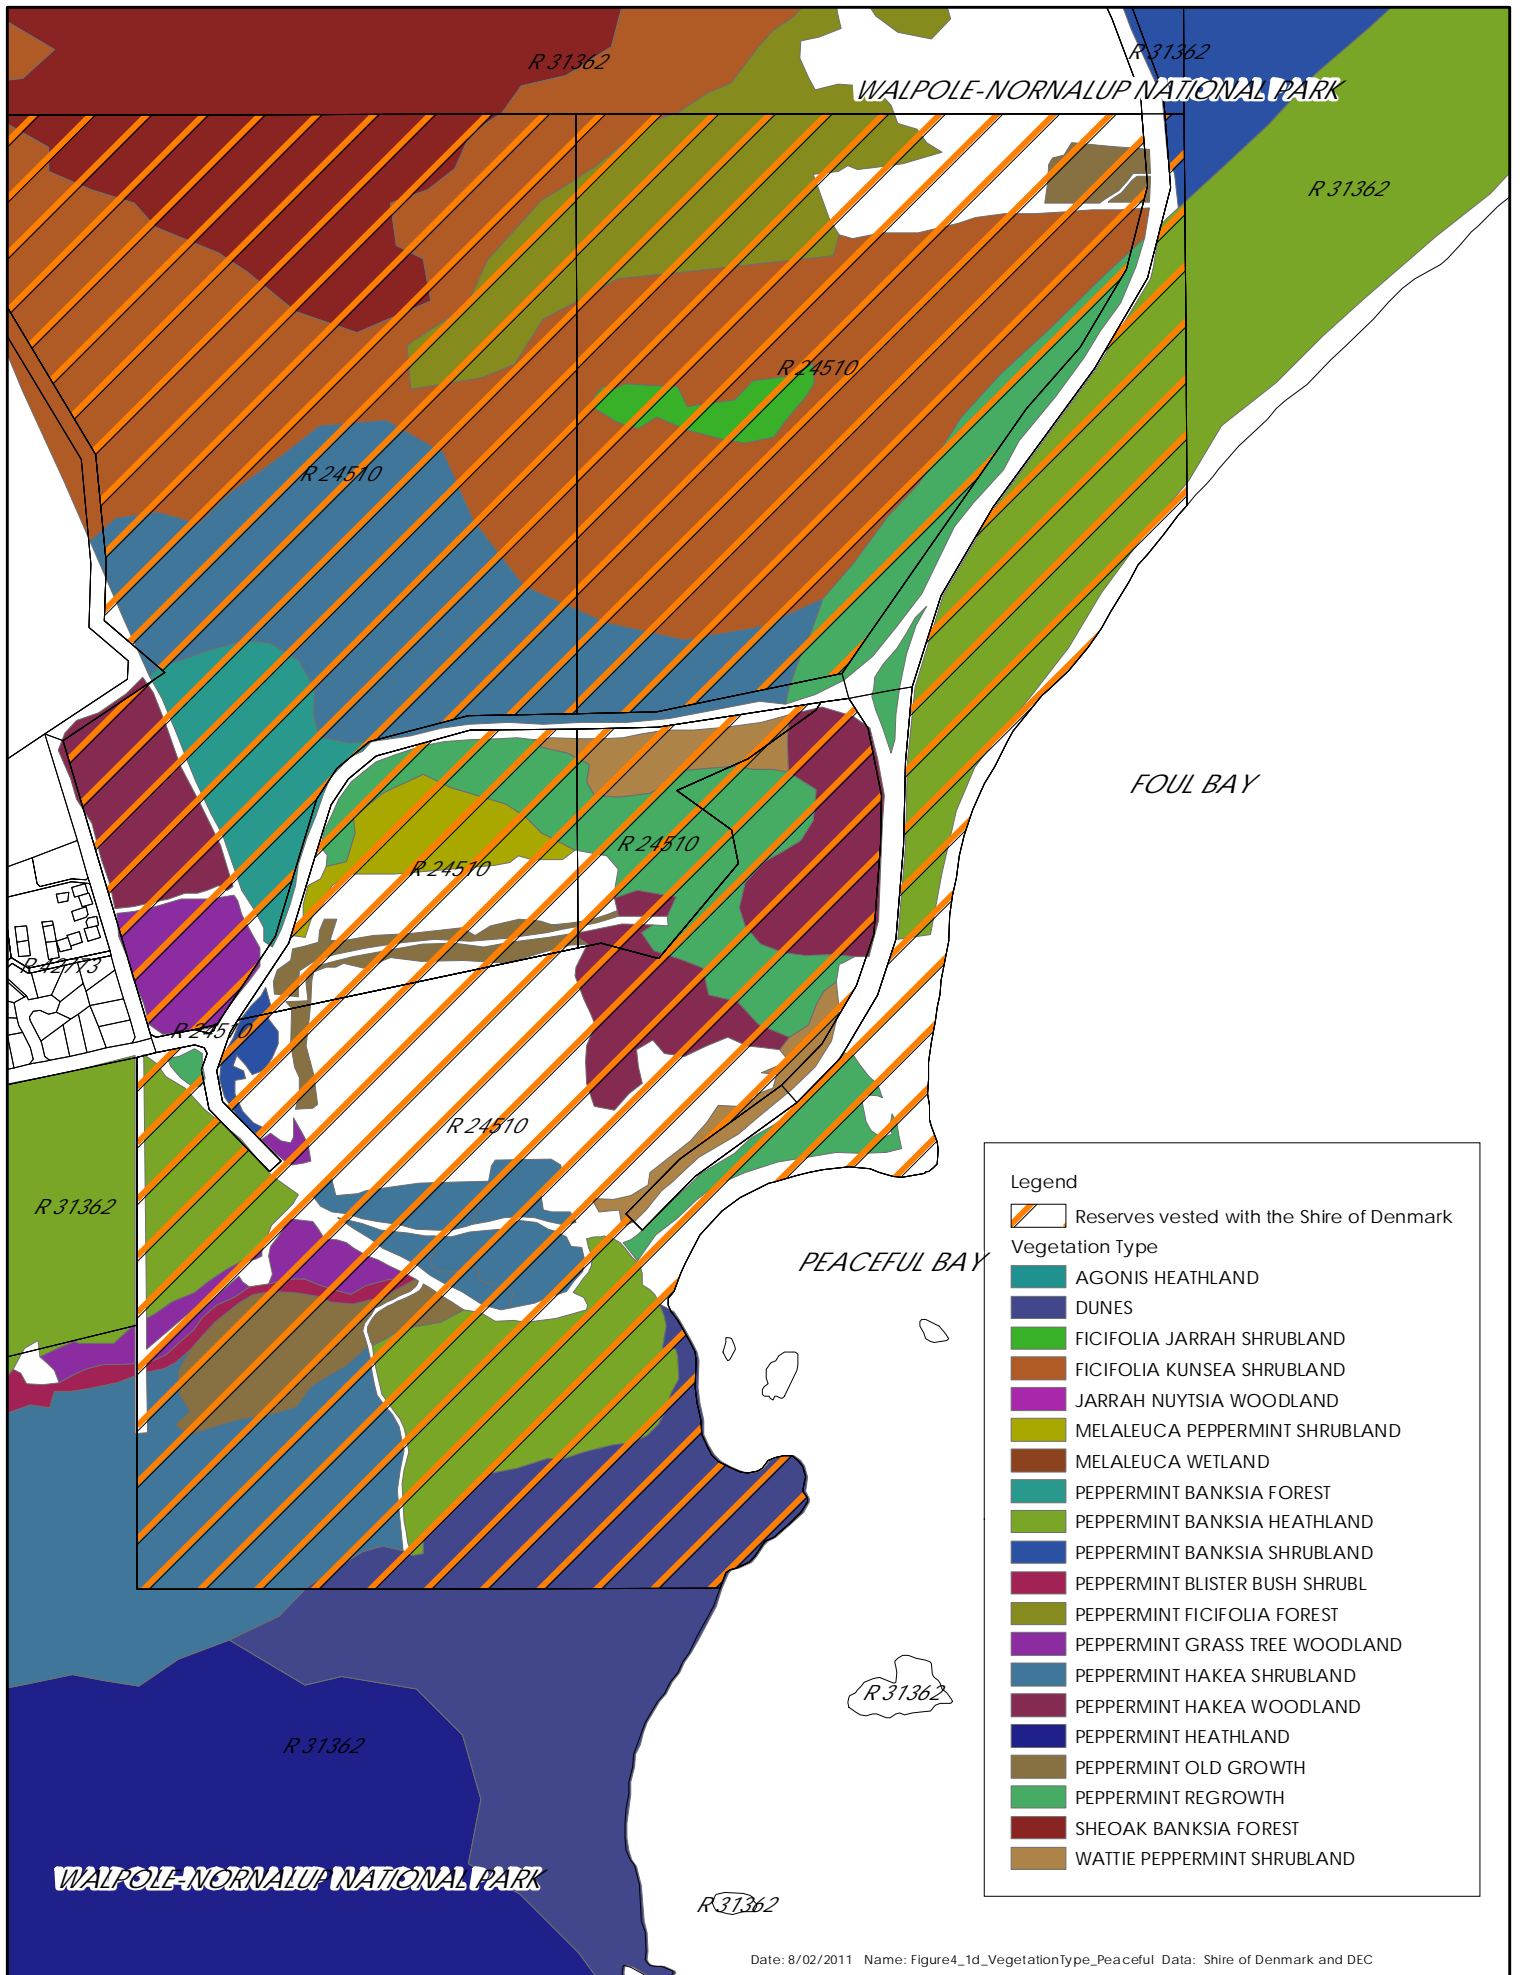 R 31362
R 31362
WALPOLE-NORNALUP NATIONAL PARK
R 31362
R 24510
R 24510
FOUL BAY
R 24510
R 24510
R 42773
R 24510
R 24510
R 31362
PEACEFUL BAY
Legend
Reserves vested with the Shire of Denmark
Vegetation Type
AGONIS HEATHLAND
DUNES
FICIFOLIA JARRAH SHRUBLAND
FICIFOLIA KUNSEA SHRUBLAND
JARRAH NUYTSIA WOODLAND
MELALEUCA PEPPERMINT SHRUBLAND
MELALEUCA WETLAND
PEPPERMINT BANKSIA FOREST
PEPPERMINT BANKSIA HEATHLAND
PEPPERMINT BANKSIA SHRUBLAND
PEPPERMINT BLISTER BUSH SHRUBL
PEPPERMINT FICIFOLIA FOREST
PEPPERMINT GRASS TREE WOODLAND
PEPPERMINT HAKEA SHRUBLAND
PEPPERMINT HAKEA WOODLAND
PEPPERMINT HEATHLAND
PEPPERMINT OLD GROWTH
PEPPERMINT REGROWTH
SHEOAK BANKSIA FOREST
WATTIE PEPPERMINT SHRUBLAND
R 31362
R 31362
WALPOLE-NORNALUP NATIONAL PARK
R 31362
Date: 8/02/2011 Name: Figure4_1d_VegetationType_Peaceful Data: Shire of Denmark and DEC